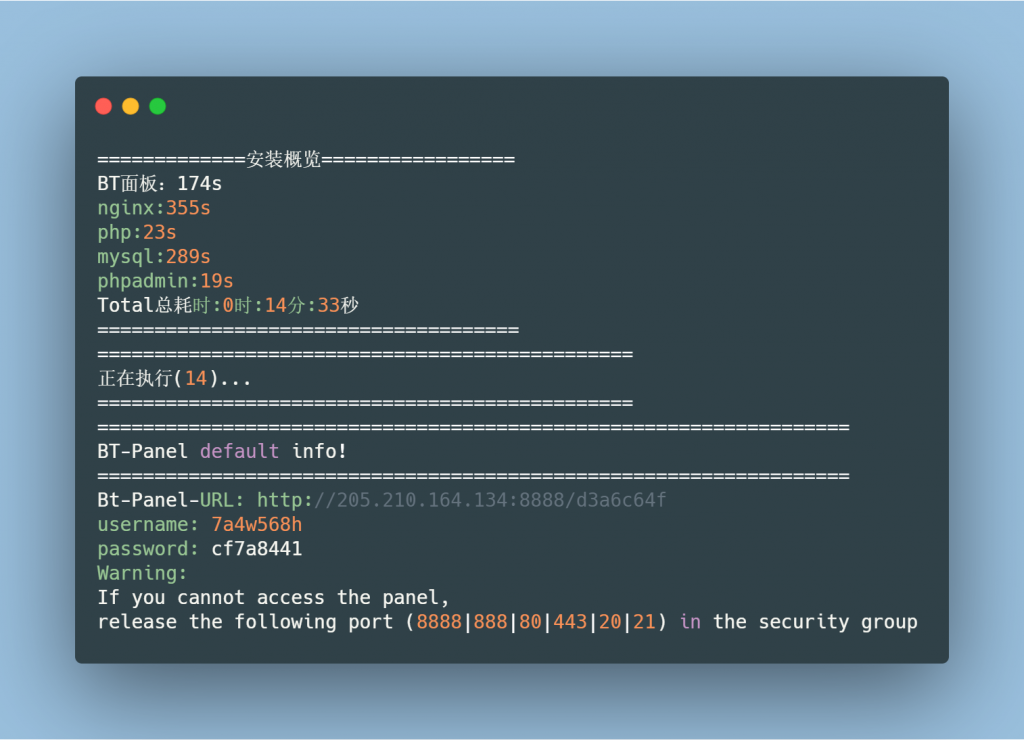 =============安装概览=================
BT面板：174s
nginx:355s
php:23s
mysql:289s
phpadmin:19s
Total总耗时:0时:14分:33秒
=====================================
===============================================
正在执行(14)...
===============================================
==================================================================
BT-Panel default info!
==================================================================
Bt-Panel-URL: http://205.210.164.134:8888/d3a6c64f
username: 7a4w568h
password: cf7a8441
Warning:
If you cannot access the panel,
release the following port (8888|888|80|443|20|21) in the security group